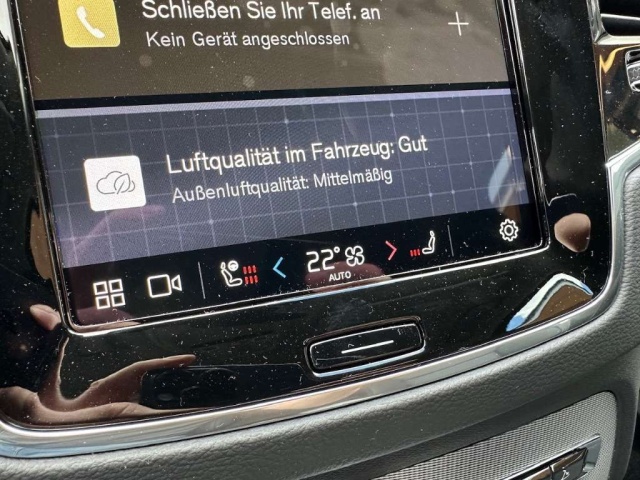 Schließen Sie Ihr Telef. an
Kein Gerät angeschlossen
Luftqualität im Fahrzeug: Gut
Außenluftqualität: Mittelmäßig
22°
AUTO